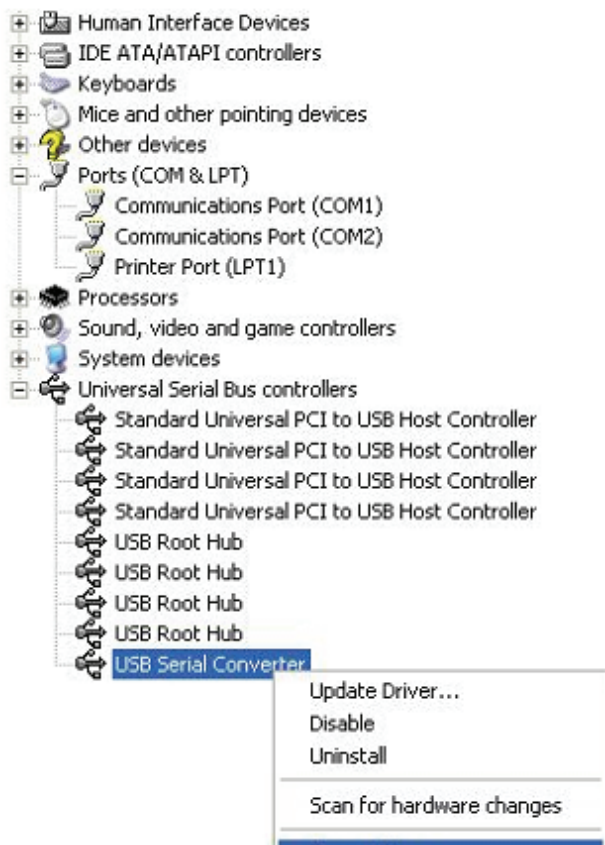 Human Interface Devices
IDE ATA/ATAPI controllers
Keyboards
Mice and other pointing devices
Other devices
Ports (COM & LPT)
Communications Port (COM1)
Communications Port (COM2)
Printer Port (LPT1)
Processors
Sound, video and game controllers
System devices
Universal Serial Bus controllers
Standard Universal PCI to USB Host Controller
Standard Universal PCI to USB Host Controller
Standard Universal PCI to USB Host Controller
Standard Universal PCI to USB Host Controller
USB Root Hub
USB Root Hub
USB Root Hub
USB Root Hub
USB Serial Converter
Update Driver...
Disable
Uninstall
Scan for hardware changes